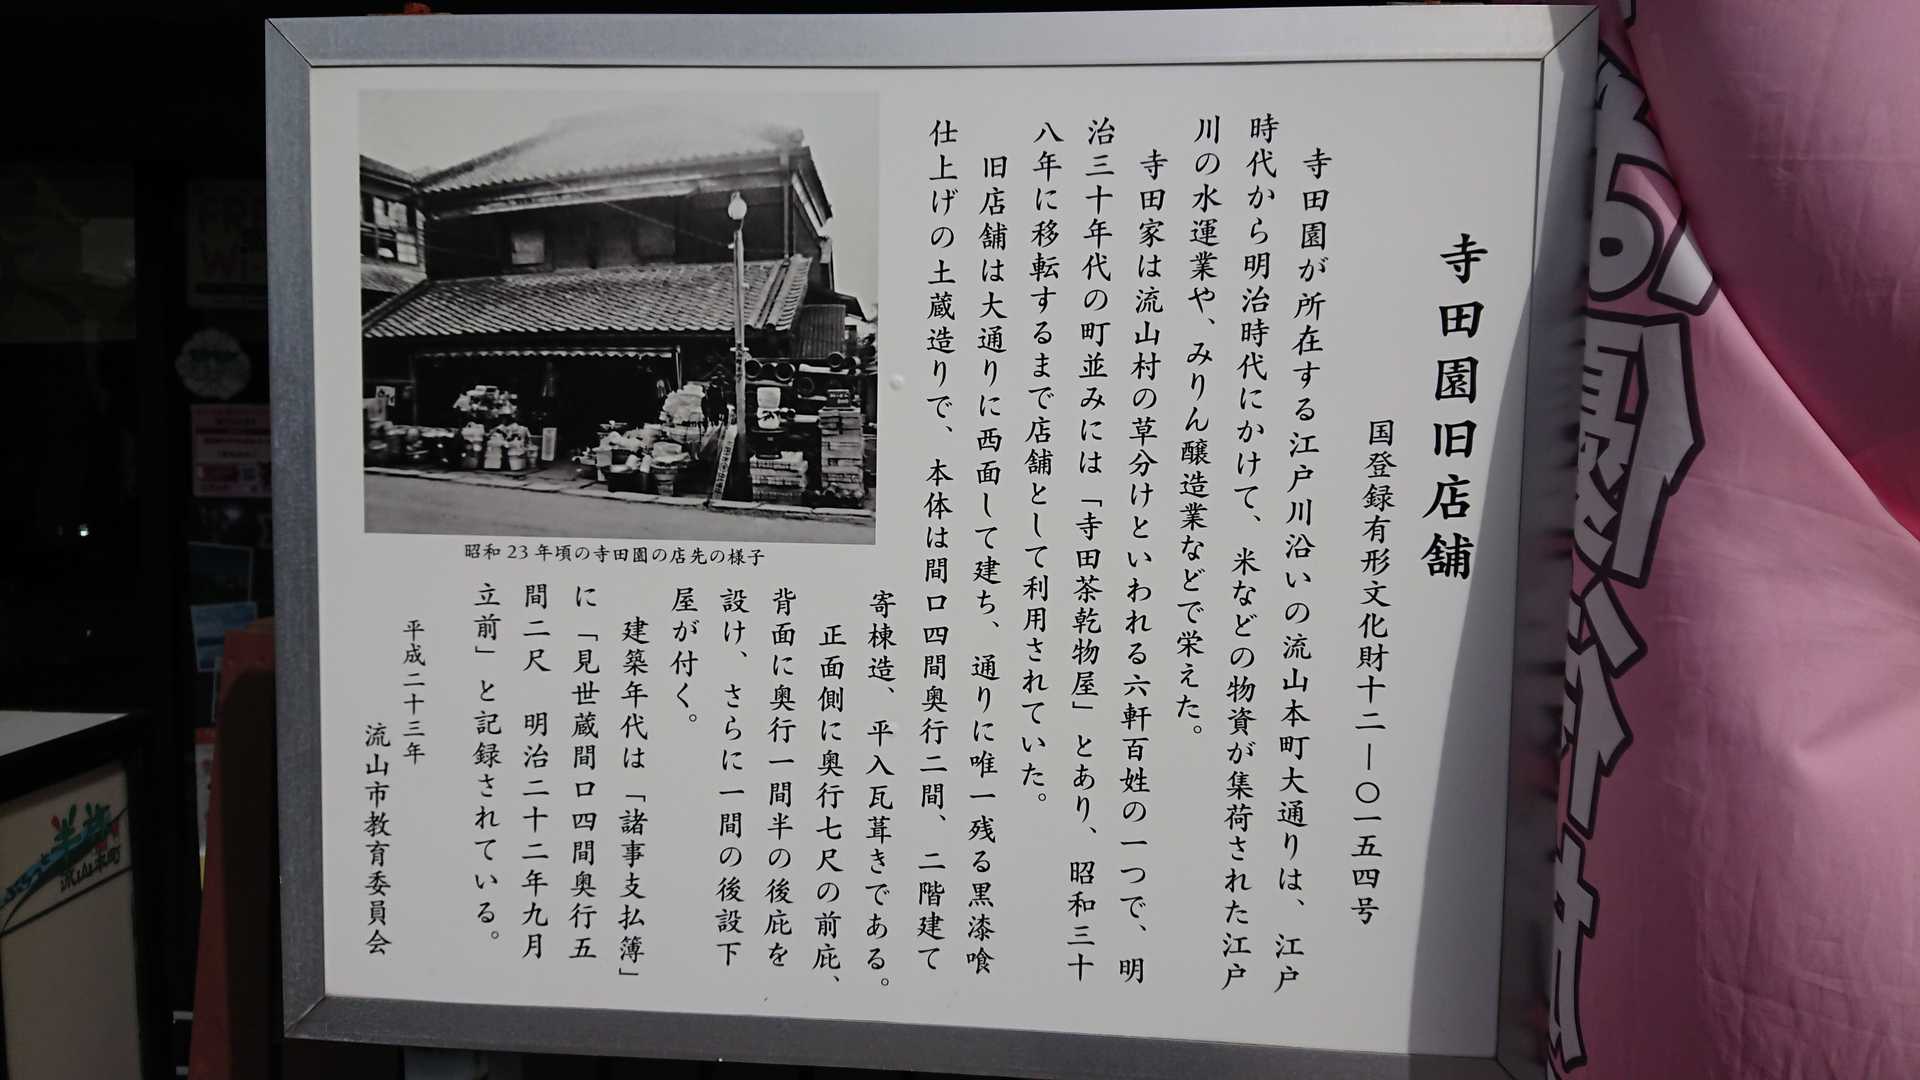 寺田園旧店舗
国登録有形文化財十二―〇一五四号
寺田園が所在する江戸川沿いの流山本町大通りは、江戸
時代から明治時代にかけて、米などの物資が集荷された江戸
川の水運業や、みりん醸造業などで栄えた。
寺田家は流山村の草分けといわれる六軒百姓の一つで、明
治三十年代の町並みには「寺田茶乾物屋」とあり、昭和三十
八年に移転するまで店舗として利用されていた。
旧店舗は大通りに西面して建ち、通りに唯一残る黒漆喰
仕上げの土蔵造りで、本体は間口四間奥行二間、二階建て
寄棟造、平入瓦葺きである。
正面側に奥行七尺の前庇、
背面に奥行一間半の後庇を
設け、さらに一間の後設下
屋が付く。
建築年代は「諸事支払簿」
に「見世蔵間口四間奥行五
間二尺　明治二十二年九月
立前」と記録されている。
平成二十三年
流山市教育委員会
昭和23年頃の寺田園の店先の様子
流山本町